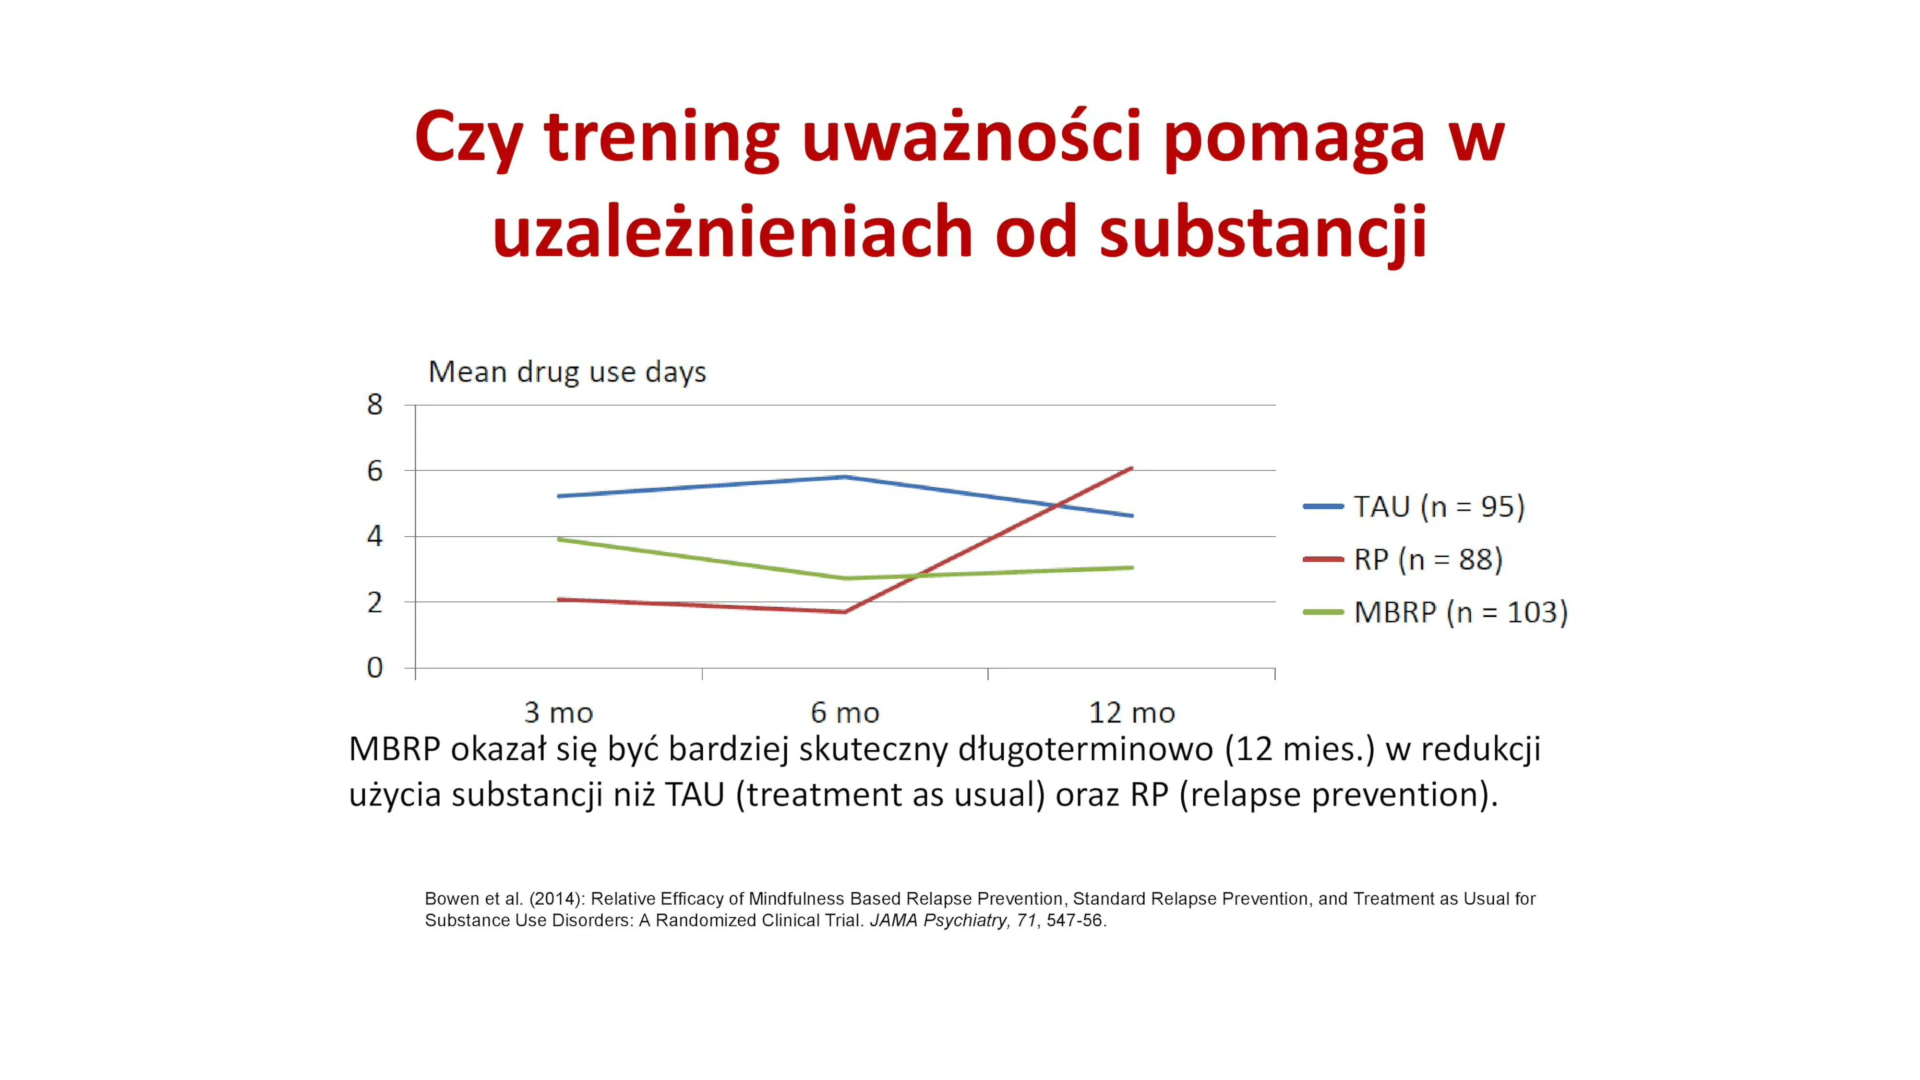 Czy trening uważności pomaga w
uzależnieniach od substancji
Mean drug use days
8
6
4
2
0
3 mo
6 mo
12 mo
TAU (n = 95)
RP (n = 88)
MBRP (n = 103)
MBRP okazał się być bardziej skuteczny długoterminowo (12 mies.) w redukcji
użycia substancji niż TAU (treatment as usual) oraz RP (relapse prevention).
Bowen et al. (2014): Relative Efficacy of Mindfulness Based Relapse Prevention, Standard Relapse Prevention, and Treatment as Usual for
Substance Use Disorders: A Randomized Clinical Trial. JAMA Psychiatry, 71, 547-56.